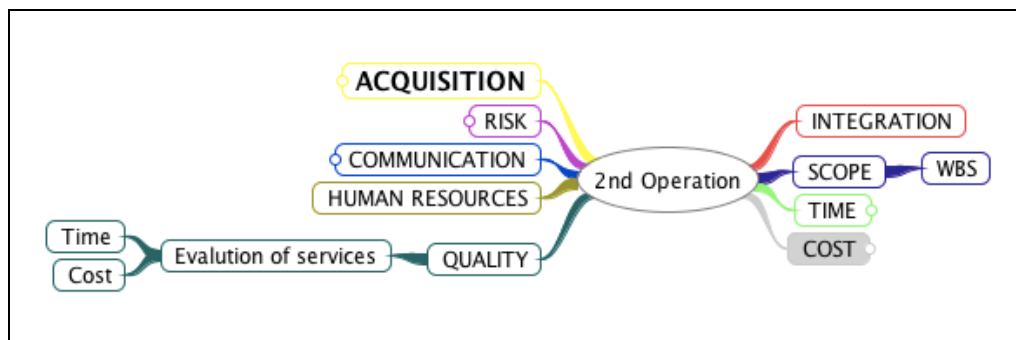 ACQUISITION
RISK
COMMUNICATION
HUMAN RESOURCES
QUALITY
Evalution of services
Time
Cost
2nd Operation
INTEGRATION
SCOPE
WBS
TIME
COST